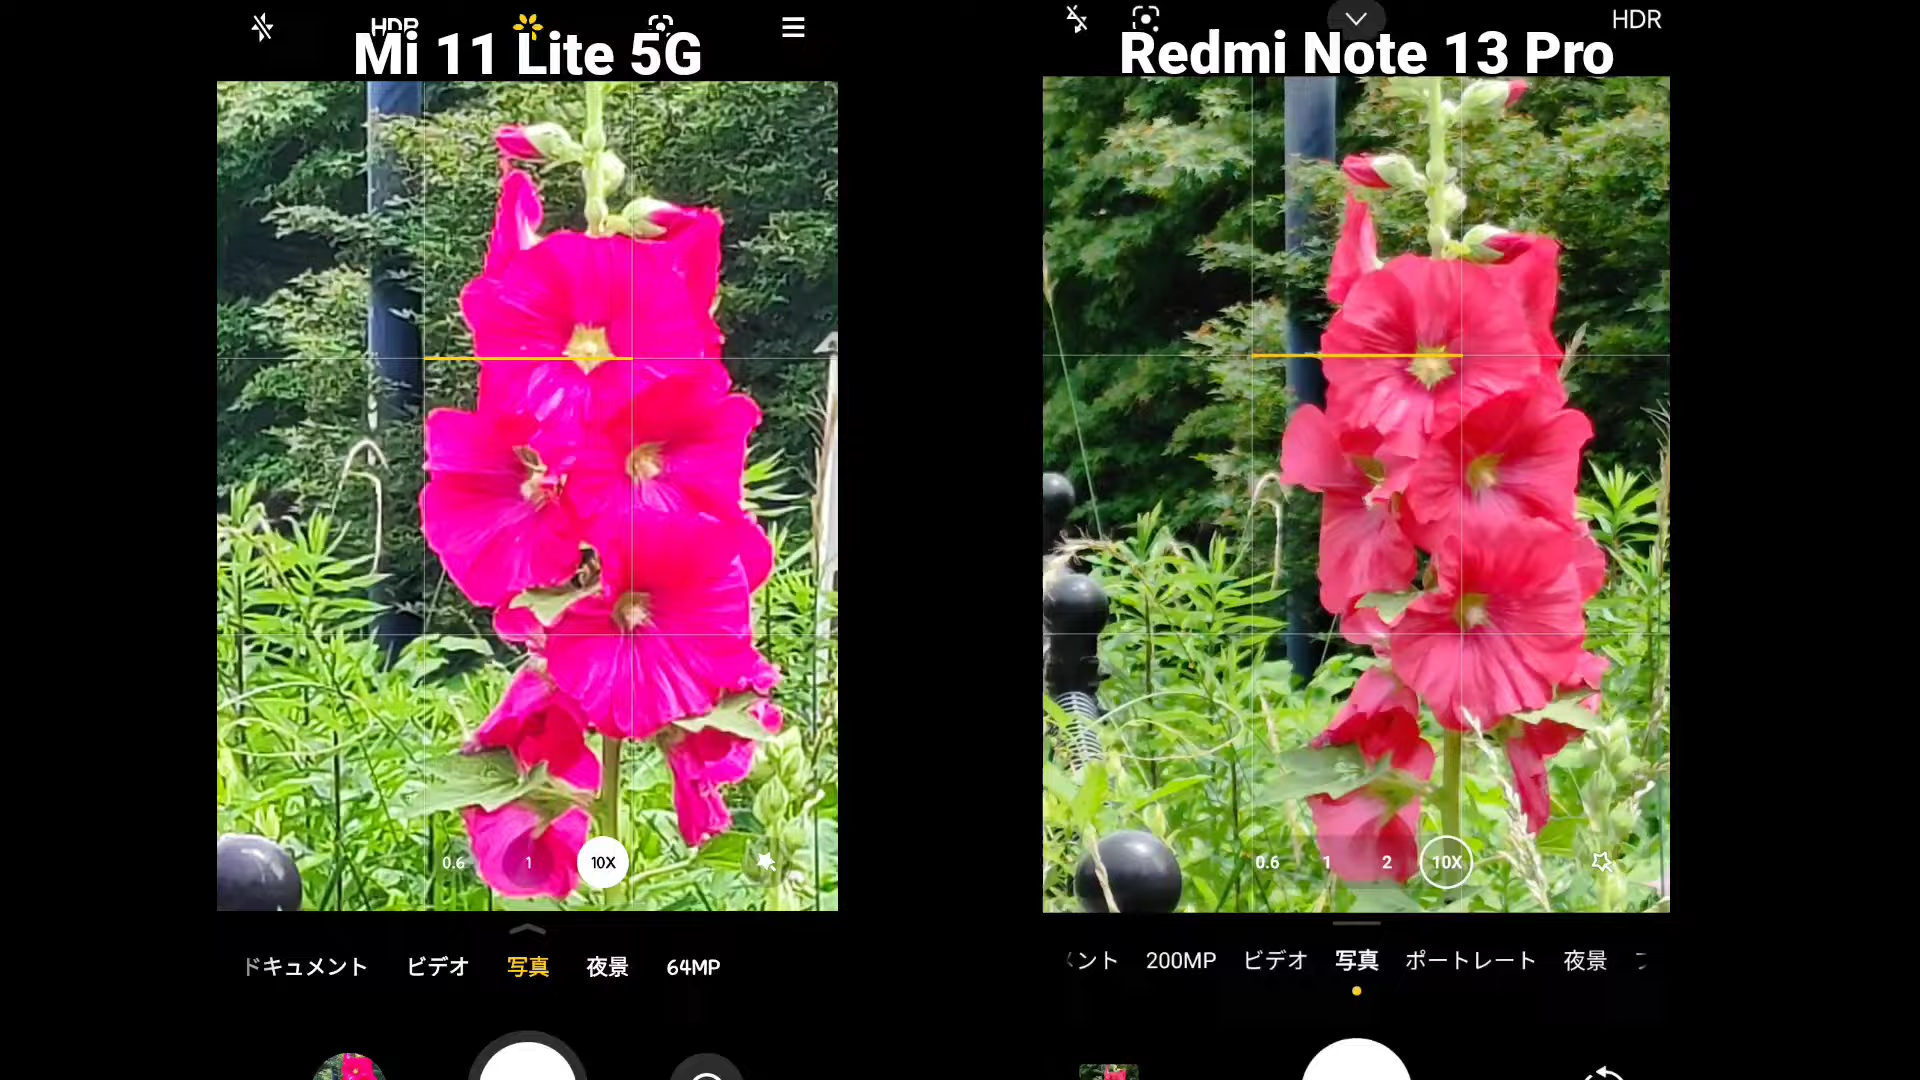 HDR
Mi 11 Lite 5G
0.6 1 10X
ドキュメント ビデオ 写真 夜景 64MP
HDR
Redmi Note 13 Pro
0.6 1 2 10X
ント 200MP ビデオ 写真 ポートレート 夜景